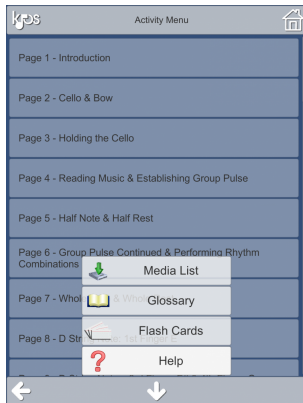 kjos
Activity Menu
Page 1 - Introduction
Page 2 - Cello & Bow
Page 3 - Holding the Cello
Page 4 - Reading Music & Establishing Group Pulse
Page 5 - Half Note & Half Rest
Page 6 - Group Pulse Continued & Performing Rhythm
Combinations
Media List
Page 7 - Whol
Glossary
Flash Cards
Page 8 - D Str
Help